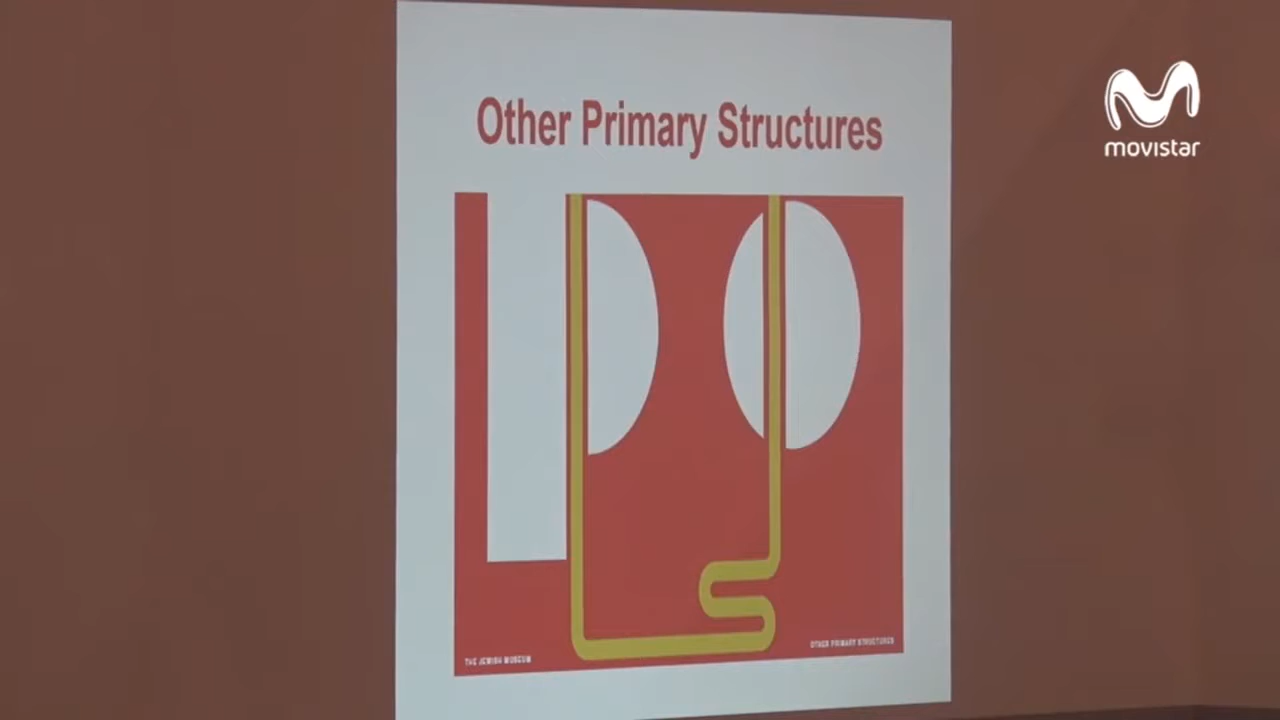 Other Primary Structures
movistar
THE JEWISH MUSEUM
OTHER PRIMARY STRUCTURES